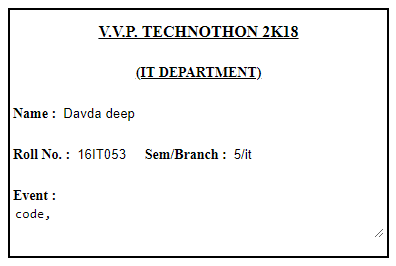 V.V.P. TECHNOTHON 2K18
(IT DEPARTMENT)
Name : Davda deep
Roll No. : 16IT053 Sem/Branch : 5/it
Event :
code,